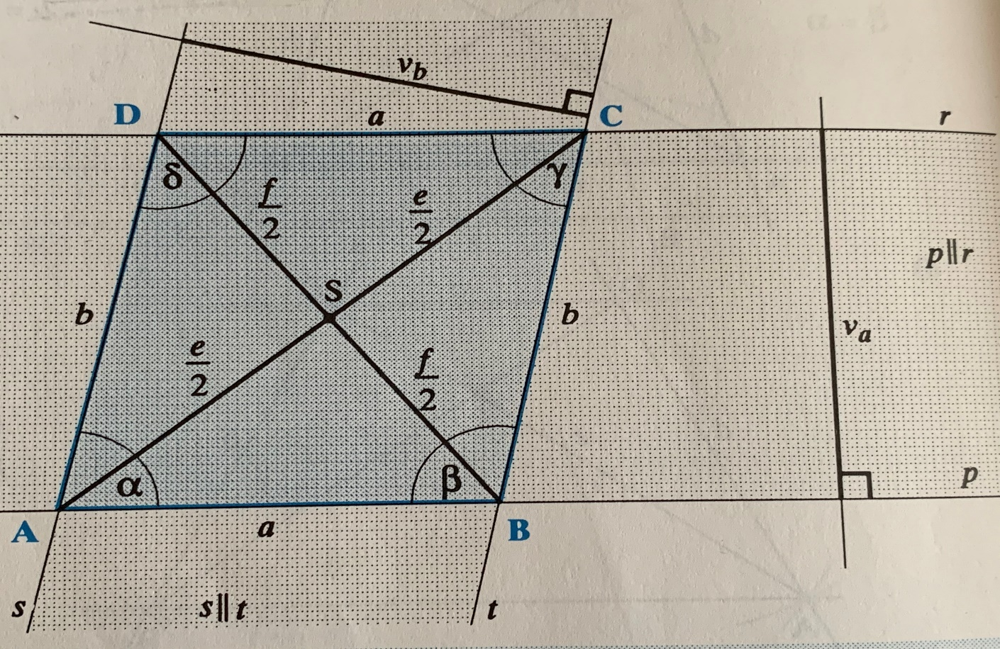 v_b
D
a
C
r
δ
f/2
e/2
γ
p∥r
S
b
b
v_a
e/2
f/2
α
β
p
A
a
B
s
s∥t
t